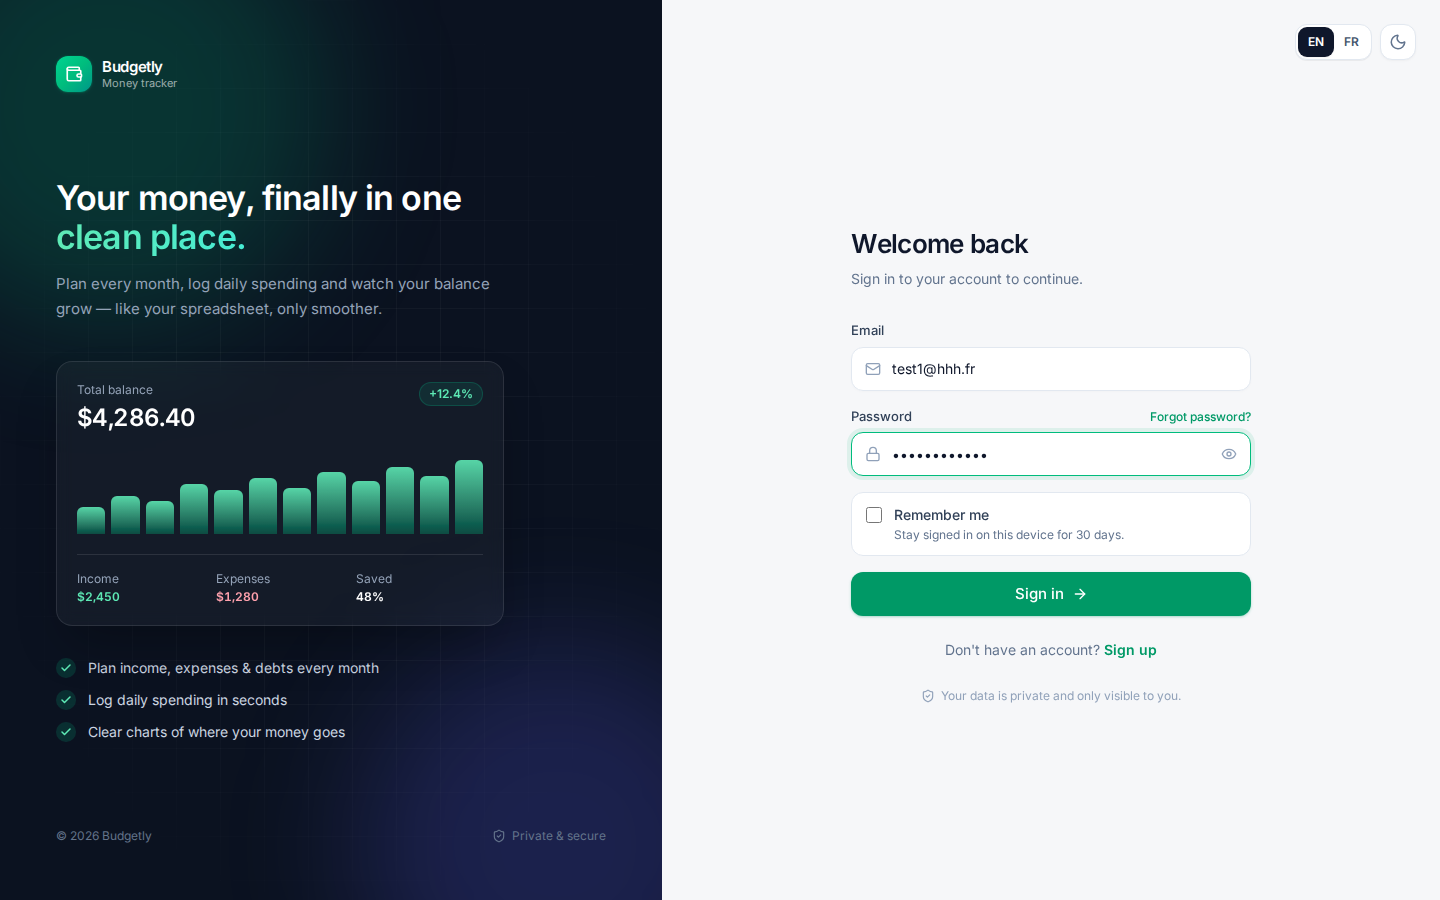 Budgetly
Money tracker
Your money, finally in one
clean place.
Plan every month, log daily spending and watch your balance
grow — like your spreadsheet, only smoother.
Total balance
+12.4%
$4,286.40
Income
Expenses
Saved
$2,450
$1,280
48%
Plan income, expenses & debts every month
Log daily spending in seconds
Clear charts of where your money goes
© 2026 Budgetly
Private & secure
EN
FR
Welcome back
Sign in to your account to continue.
Email
test1@hhh.fr
Password
Forgot password?
••••••••••••
Remember me
Stay signed in on this device for 30 days.
Sign in →
Don't have an account? Sign up
Your data is private and only visible to you.